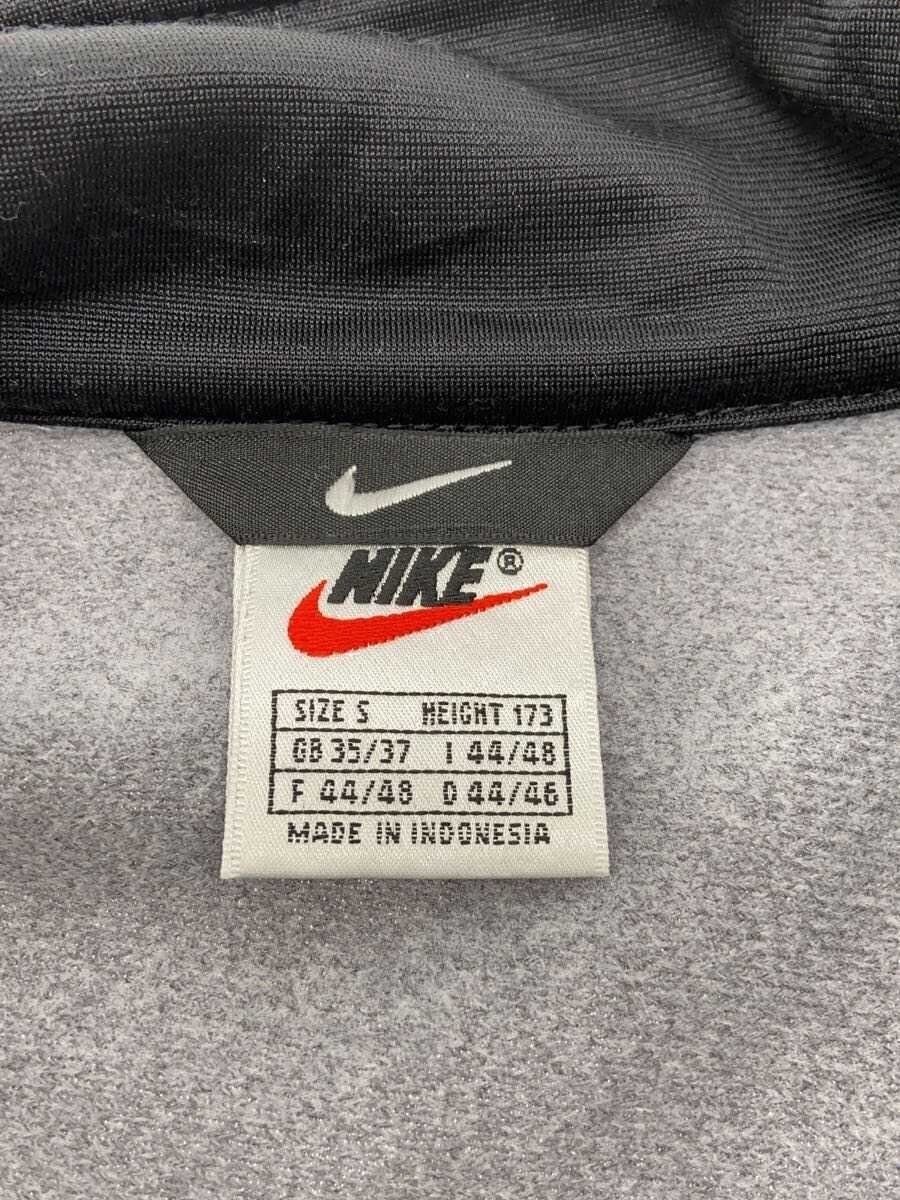 NIKE®
SIZE S HEIGHT 173
GB 35/37 I 44/48
F 44/48 D 44/46
MADE IN INDONESIA